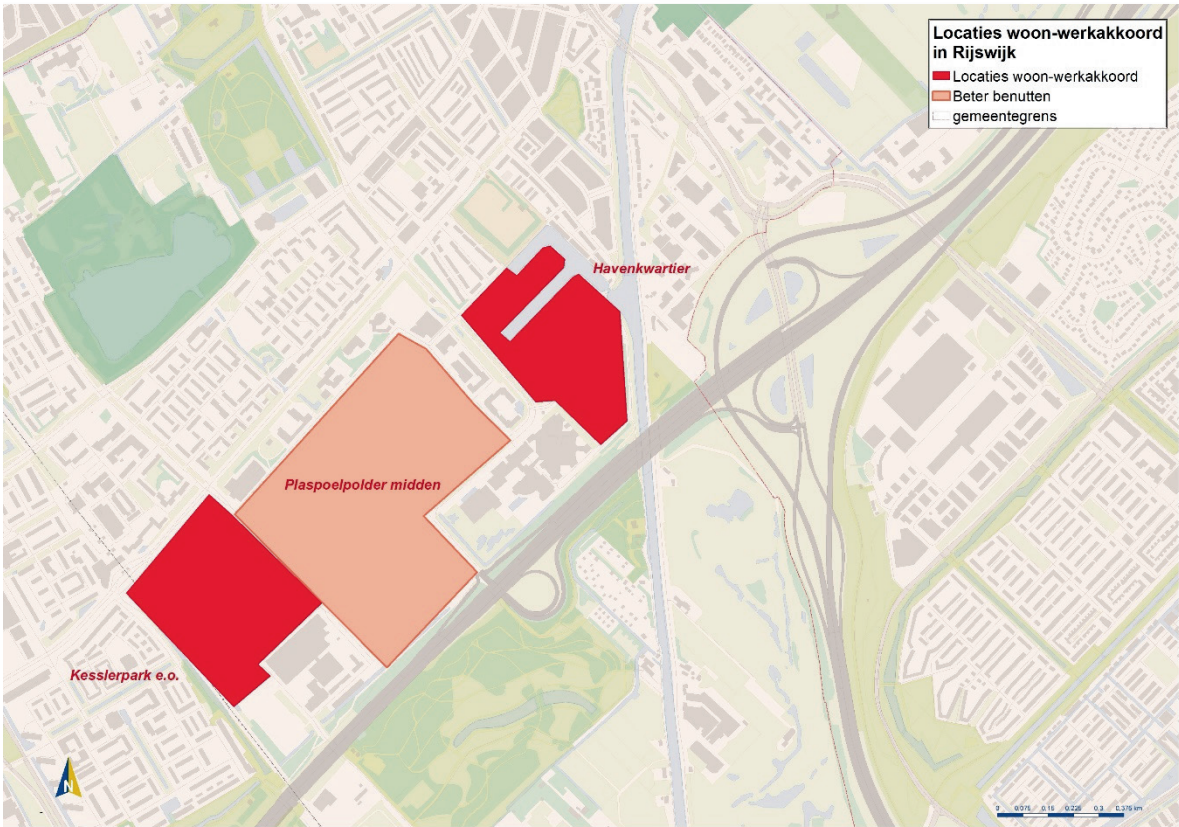 Locaties woon-werkakkoord
in Rijswijk
Locaties woon-werkakkoord
Beter benutten
gemeentegrens
Havenkwartier
Plaspoelpolder midden
Kesslerpark e.o.
N
0 0,075 0,15 0,225 0,3 0,375 km